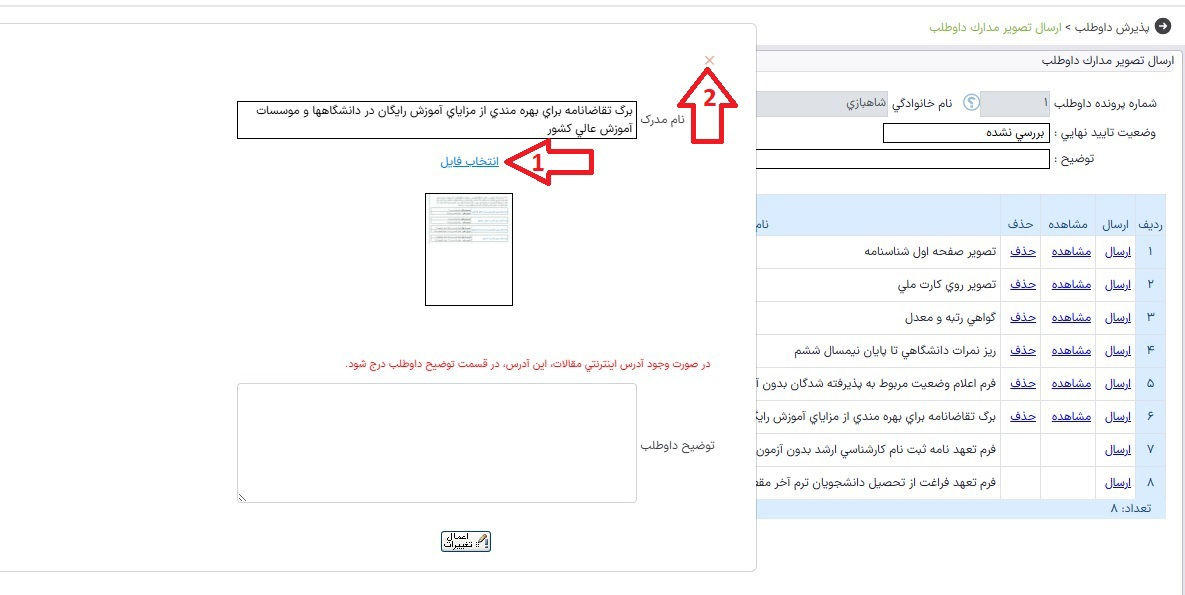 پذيرش داوطلب > ارسال تصوير مدارك داوطلب
ارسال تصوير مدارك داوطلب
شماره پرونده داوطلب ۱ نام خانوادگي شاهبازي
وضعيت تاييد نهايي : بررسي نشده
توضيح :
رديف ارسال مشاهده حذف
۱ ارسال مشاهده حذف تصوير صفحه اول شناسنامه
۲ ارسال مشاهده حذف تصوير روي كارت ملي
۳ ارسال مشاهده حذف گواهي رتبه و معدل
۴ ارسال مشاهده حذف ريز نمرات دانشگاهي تا پايان نيمسال ششم
۵ ارسال مشاهده حذف فرم اعلام وضعيت مربوط به پذيرفته شدگان بدون
۶ ارسال مشاهده حذف برگ تقاضانامه براي بهره مندي از مزاياي آموزش
۷ ارسال فرم تعهد نامه ثبت نام كارشناسي ارشد بدون آزمون
۸ ارسال فرم تعهد فراغت از تحصيل دانشجويان ترم آخر
تعداد: ۸
×
2
نام مدرک برگ تقاضانامه براي بهره مندي از مزاياي آموزش رايگان در دانشگاهها و موسسات
آموزش عالي كشور
انتخاب فایل 1
در صورت وجود آدرس اينترنتي مقالات، اين آدرس، در قسمت توضيح داوطلب درج شود.
توضيح داوطلب
اعمال
تغييرات